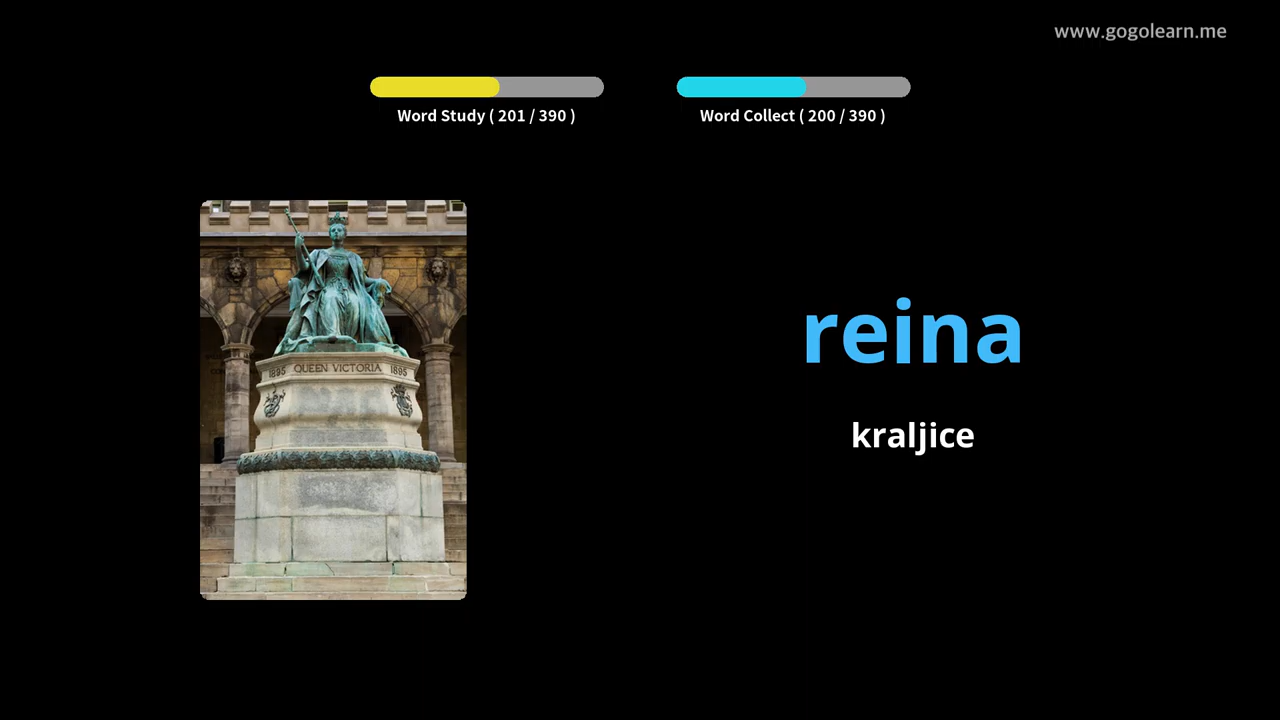 www.gogolearn.me
Word Study ( 201 / 390 )
Word Collect ( 200 / 390 )
1895 QUEEN VICTORIA 1895
reina
kraljice